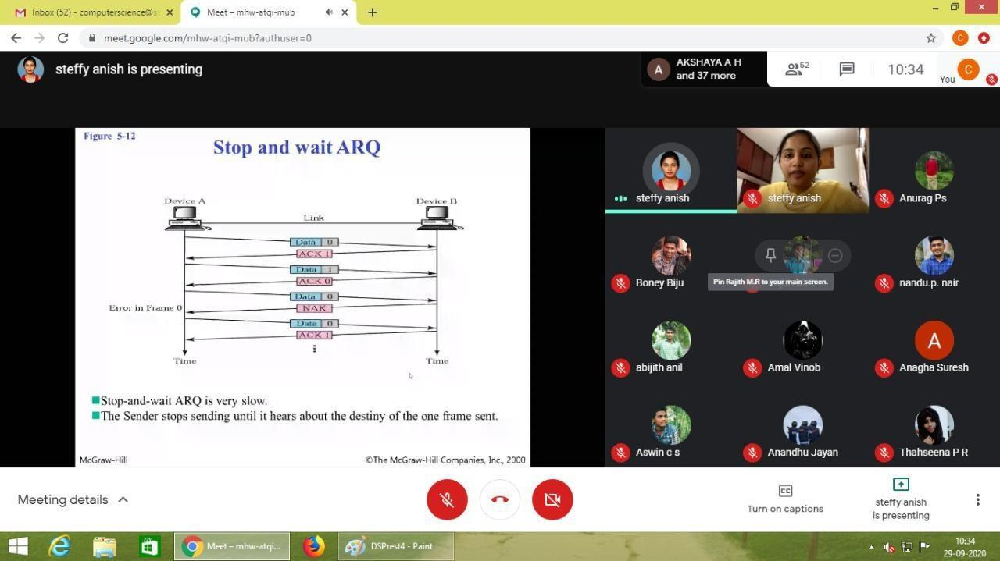 Inbox (52) - computerscience@s
Meet – mhw-atqi-mub
meet.google.com/mhw-atqi-mub?authuser=0
C
steffy anish is presenting
A
AKSHAYA A H
and 37 more
52
10:34
You
C
Figure 5-12
Stop and wait ARQ
Device A
Device B
Link
Data 0
ACK 1
Data 1
ACK 0
Data 0
Error in Frame 0
NAK
Data 0
ACK 1
Time
Time
Stop-and-wait ARQ is very slow.
The Sender stops sending until it hears about the destiny of the one frame sent.
McGraw-Hill
©The McGraw-Hill Companies, Inc., 2000
steffy anish
steffy anish
Anurag Ps
Boney Biju
Pin Rajith M.R to your main screen.
nandu.p. nair
abijith anil
Amal Vinob
A
Anagha Suresh
Aswin c s
Anandhu Jayan
Thahseena P R
Meeting details
CC
Turn on captions
steffy anish
is presenting
Meet – mhw-atqi...
DSPrest4 - Paint
10:34
29-09-2020